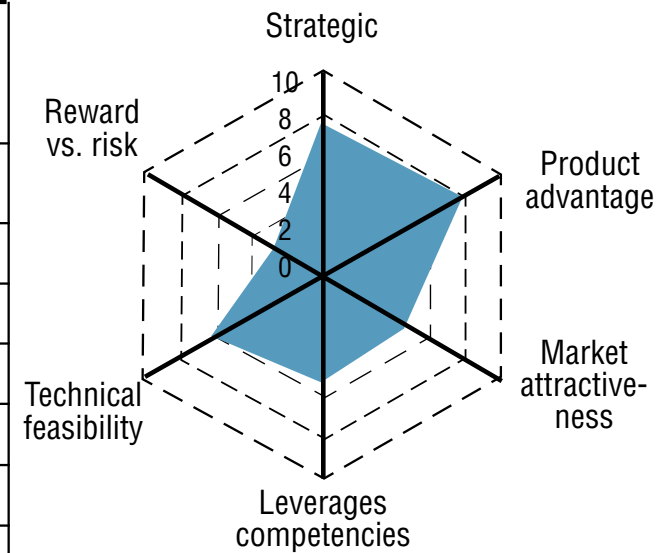 Strategic
10
8
6
4
2
0
Reward
vs. risk
Product
advantage
Market
attractive-
ness
Technical
feasibility
Leverages
competencies